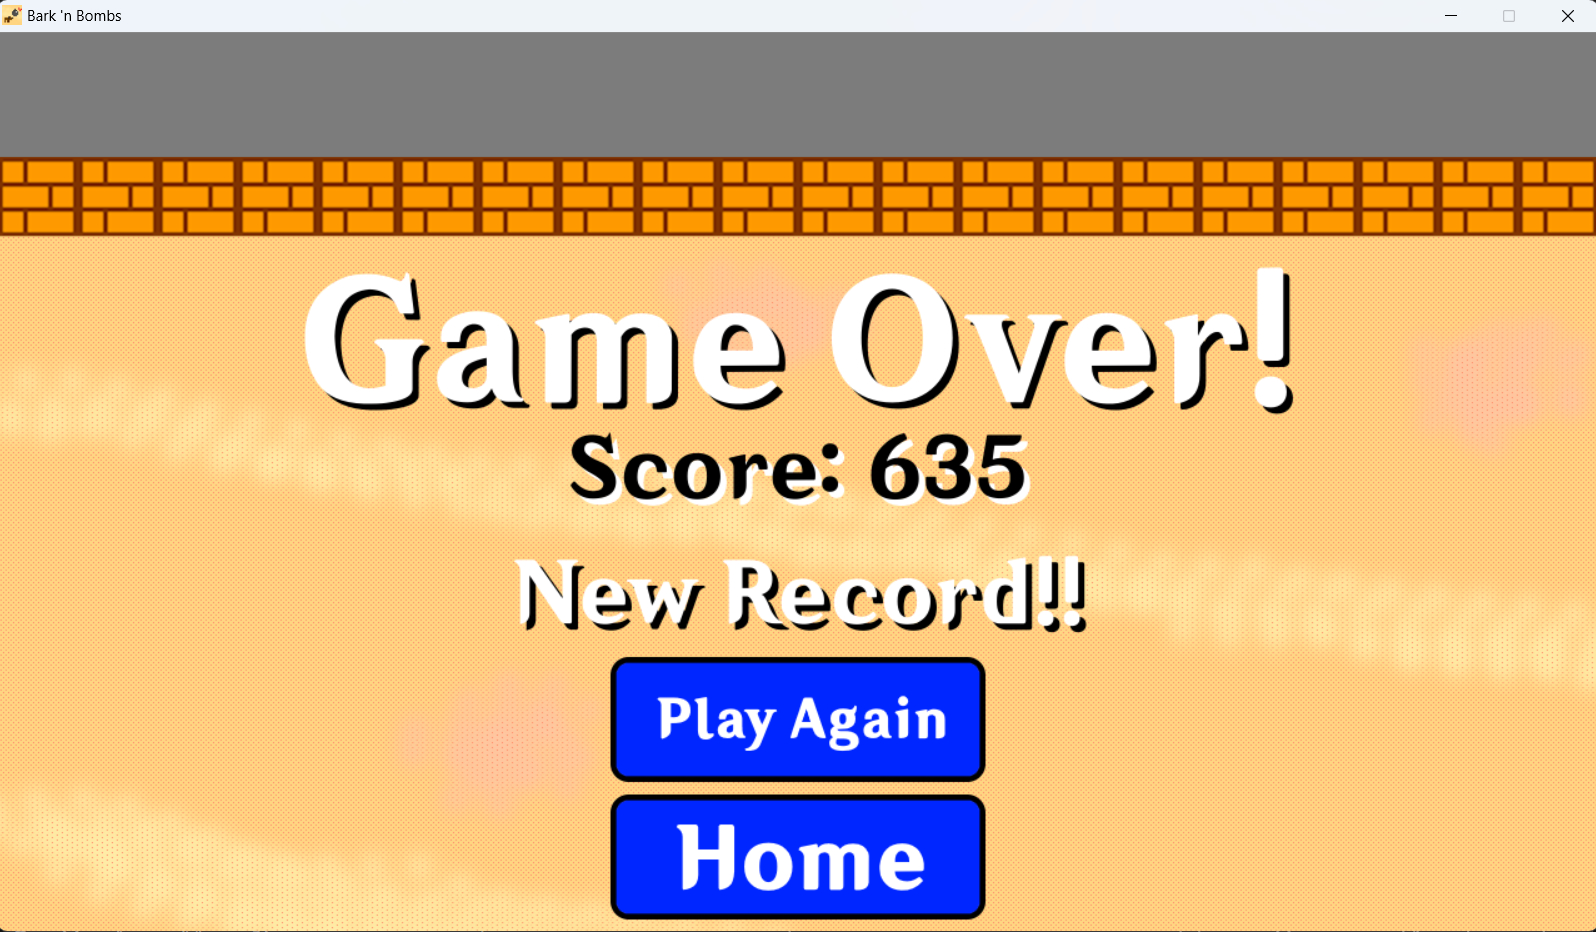 Bark 'n Bombs
Game Over!
Score: 635
New Record!!
Play Again
Home